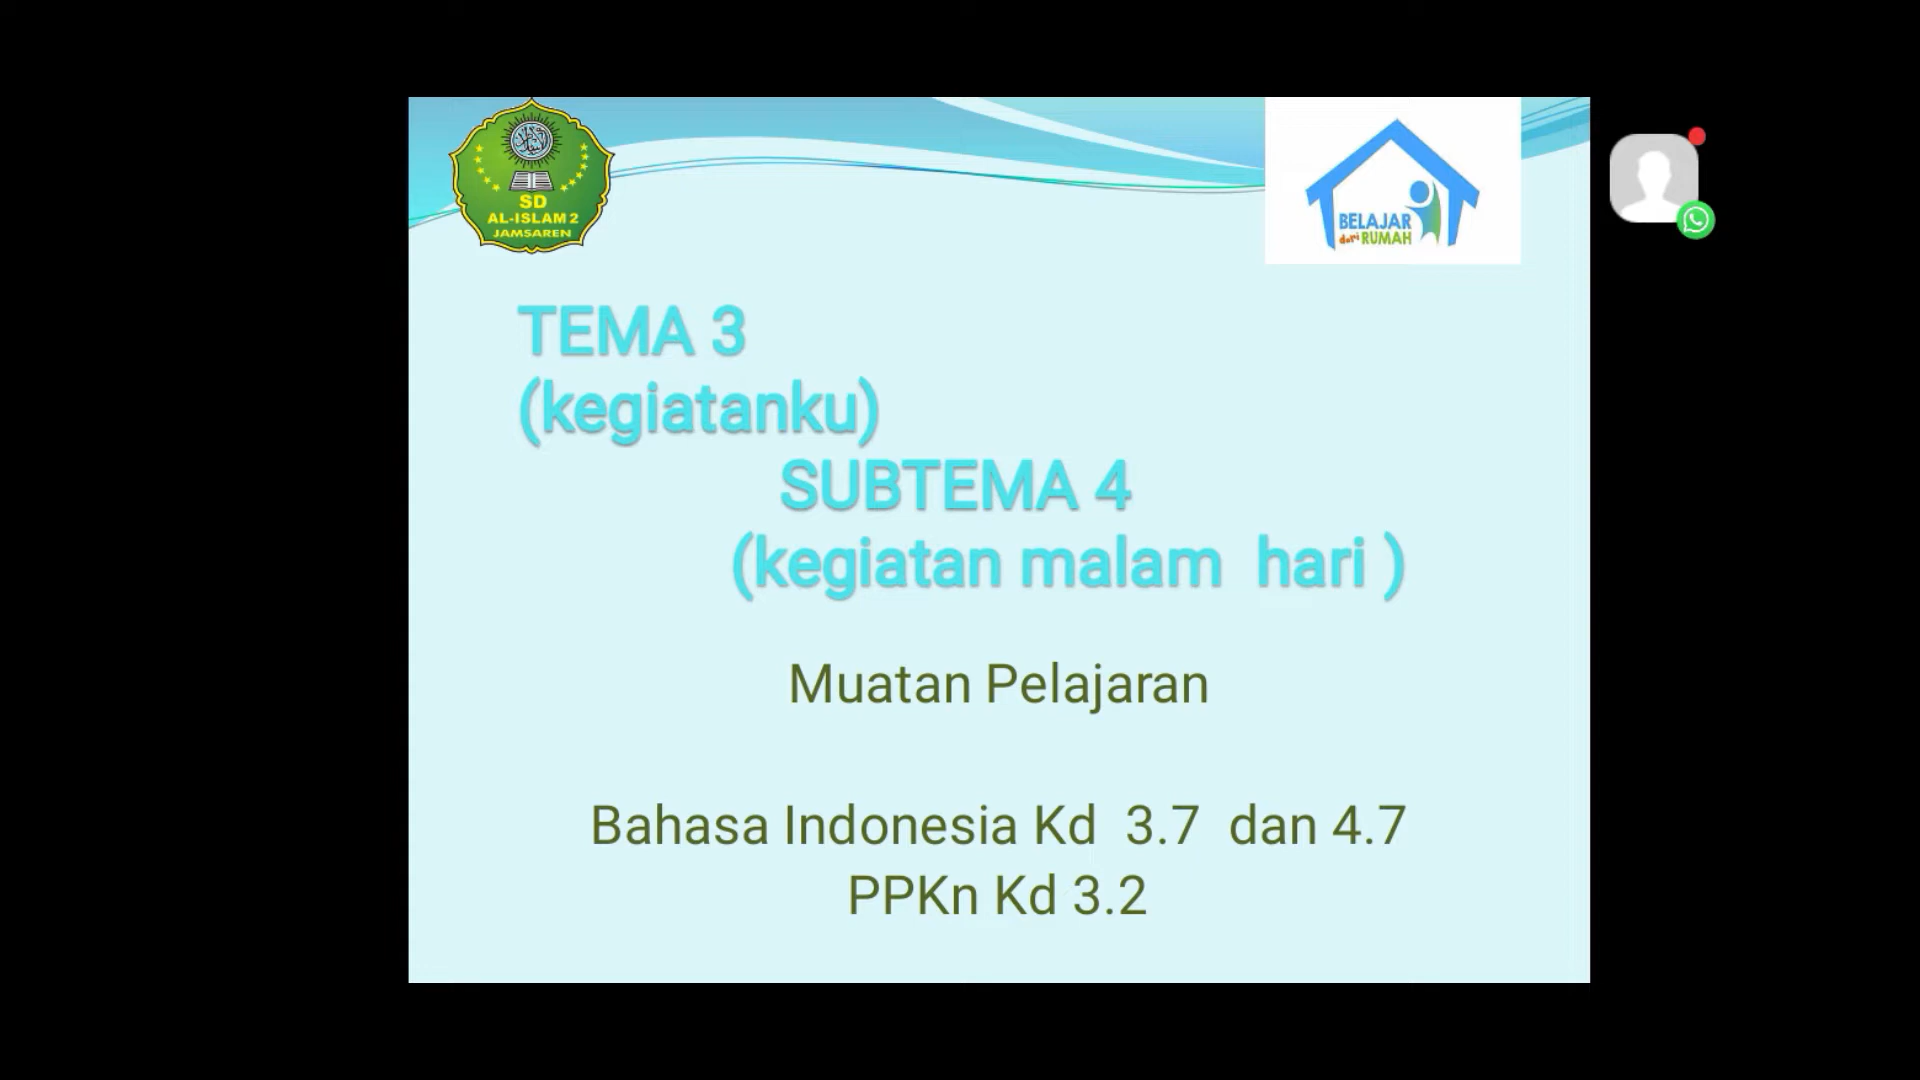 SD
AL-ISLAM 2
JAMSAREN
BELAJAR
dari RUMAH
TEMA 3
(kegiatanku)
SUBTEMA 4
(kegiatan malam hari )
Muatan Pelajaran
Bahasa Indonesia Kd 3.7 dan 4.7
PPKn Kd 3.2